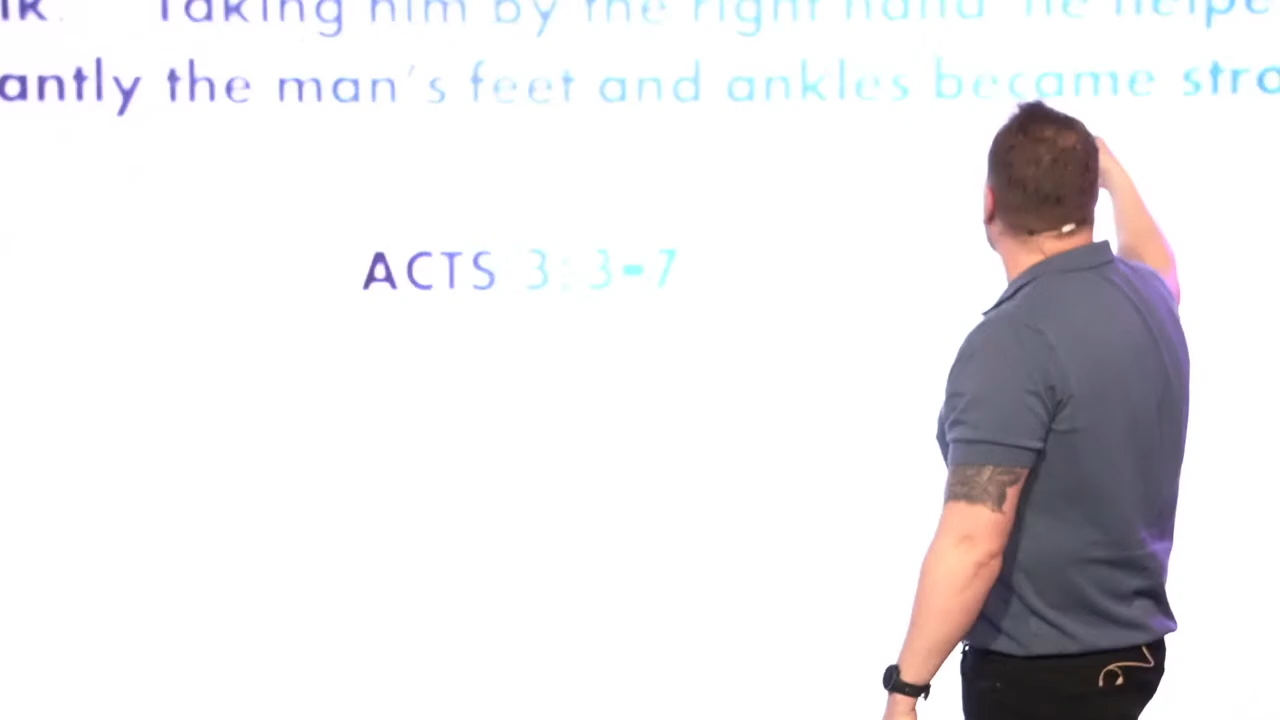 Taking him by the right hand he helpe
antly the man's feet and ankles became stro
ACTS 3:3-7